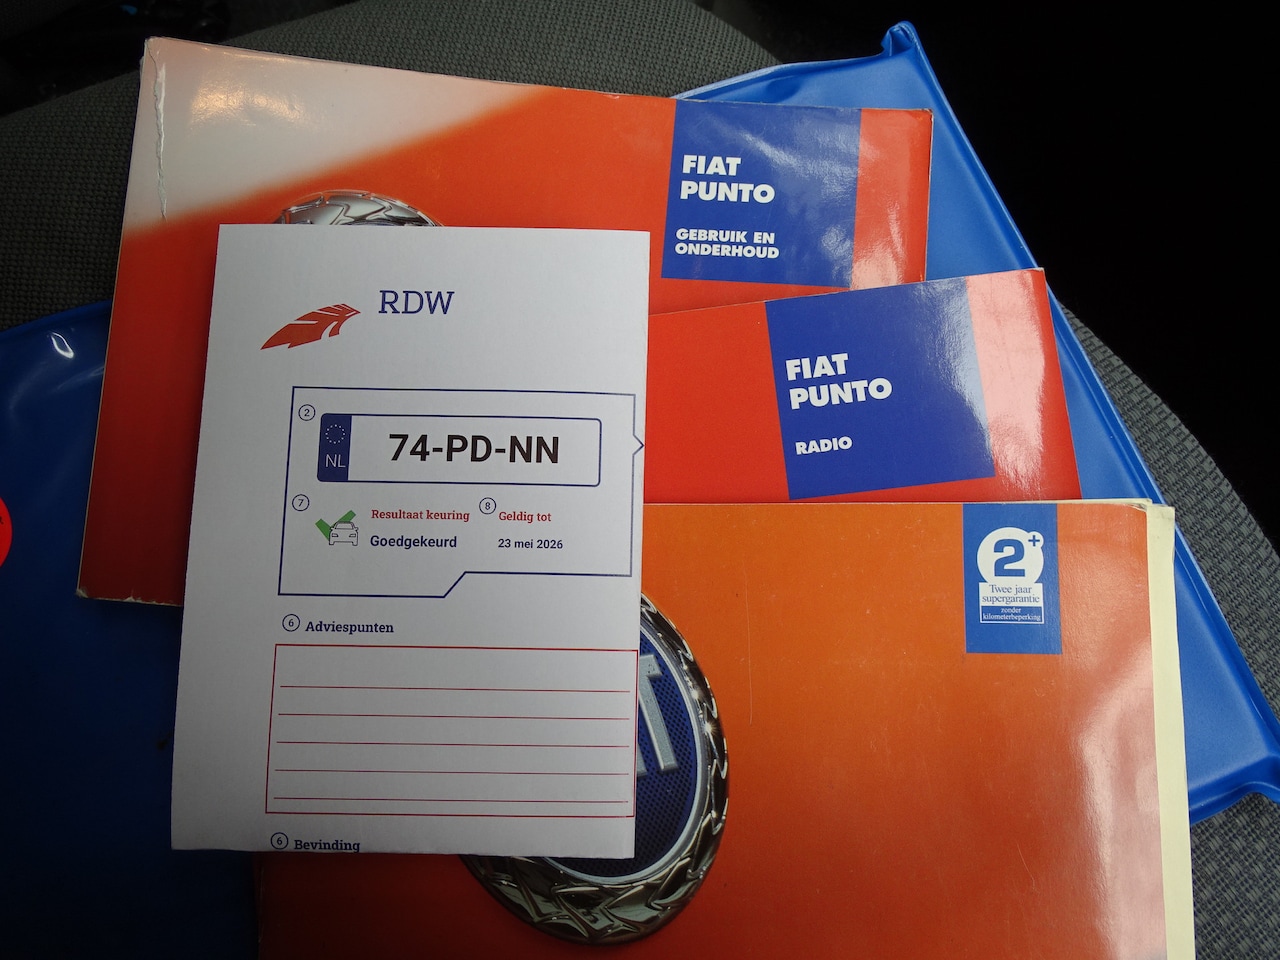 FIAT
PUNTO
GEBRUIK EN
ONDERHOUD
FIAT
PUNTO
RADIO
2+
Twee jaar
supergarantie
zonder
kilometerbeperking
RDW
2
NL
74-PD-NN
7
Resultaat keuring
Goedgekeurd
8
Geldig tot
23 mei 2026
6 Adviespunten
6 Bevinding